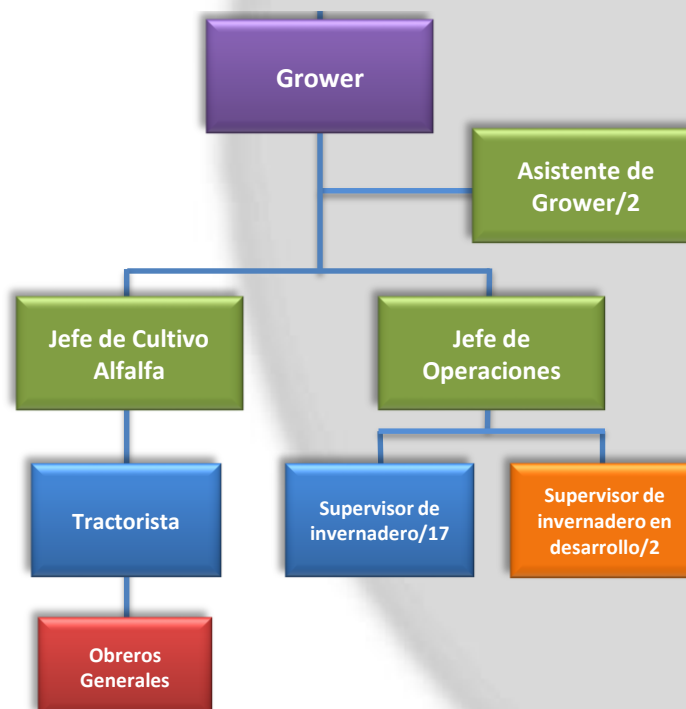 Grower
Asistente de
Grower/2
Jefe de Cultivo
Alfalfa
Jefe de
Operaciones
Tractorista
Supervisor de
invernadero/17
Supervisor de
invernadero en
desarrollo/2
Obreros
Generales